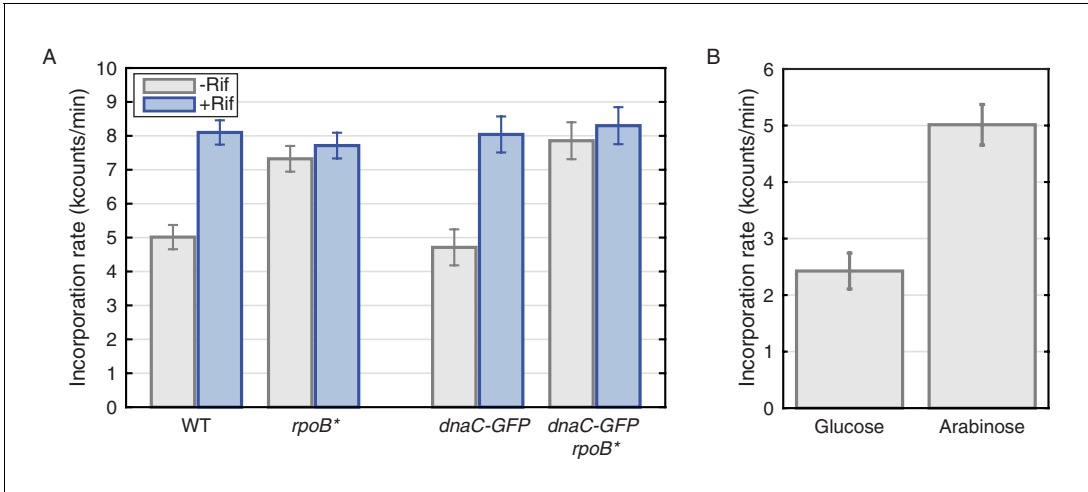 A
Incorporation rate (kcounts/min)
10
9
8
7
6
5
4
3
2
1
0
-Rif
+Rif
WT
rpoB*
dnaC-GFP
dnaC-GFP
rpoB*
B
Incorporation rate (kcounts/min)
6
5
4
3
2
1
0
Glucose
Arabinose